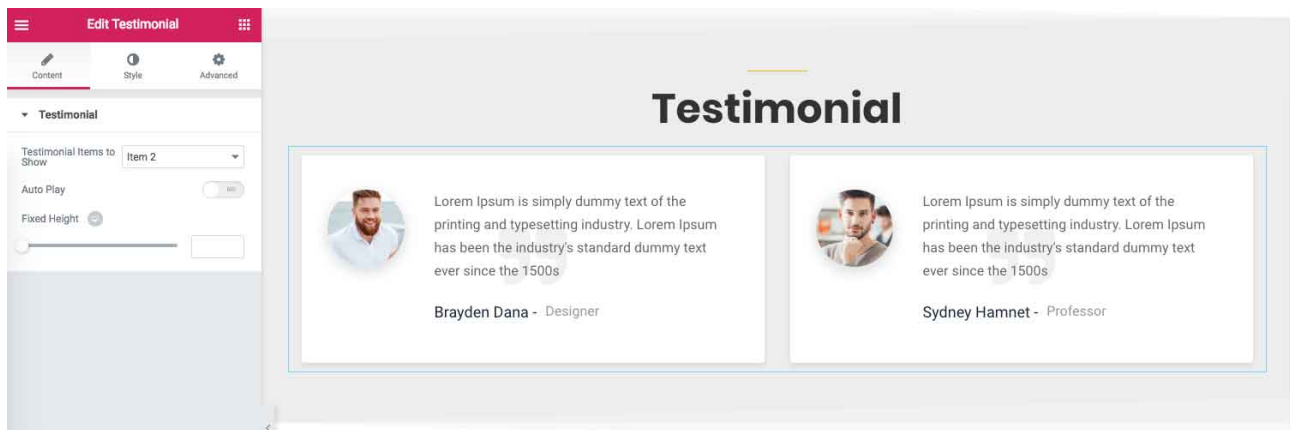 Edit Testimonial
Content
Style
Advanced
Testimonial
Testimonial Items to
Show
Item 2
Auto Play
Fixed Height
Testimonial
Lorem Ipsum is simply dummy text of the
printing and typesetting industry. Lorem Ipsum
has been the industry's standard dummy text
ever since the 1500s
Brayden Dana - Designer
Lorem Ipsum is simply dummy text of the
printing and typesetting industry. Lorem Ipsum
has been the industry's standard dummy text
ever since the 1500s
Sydney Hamnet - Professor